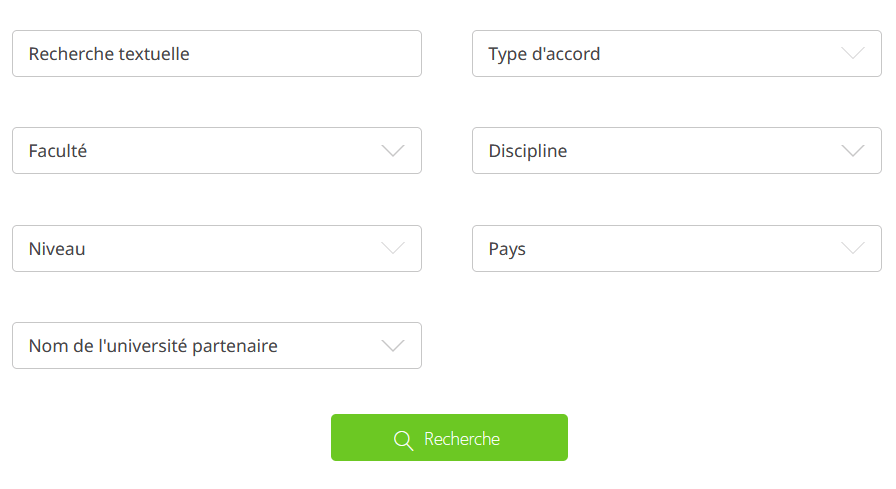 Recherche textuelle
Type d'accord
Faculté
Discipline
Niveau
Pays
Nom de l'université partenaire
Recherche